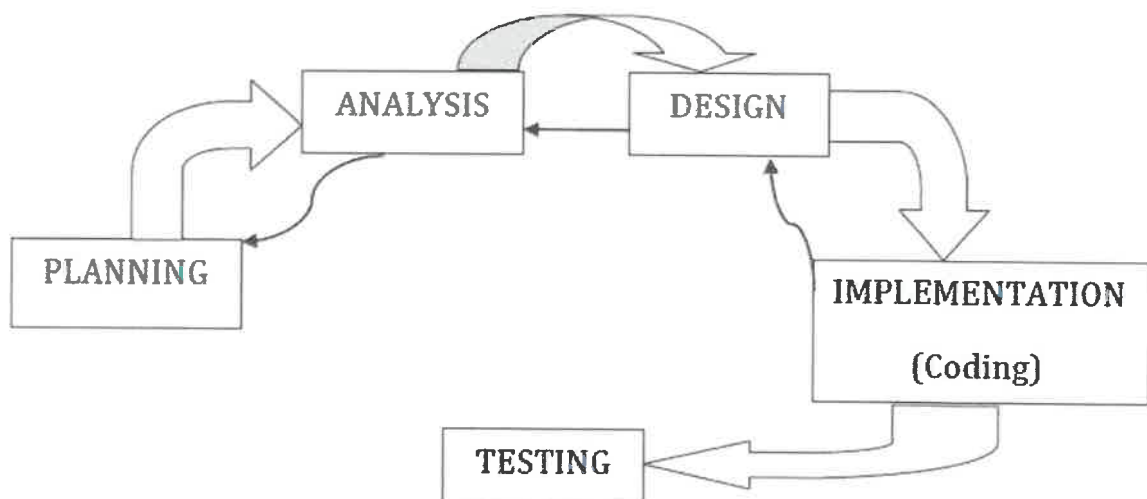 ANALYSIS
DESIGN
PLANNING
IMPLEMENTATION
(Coding)
TESTING